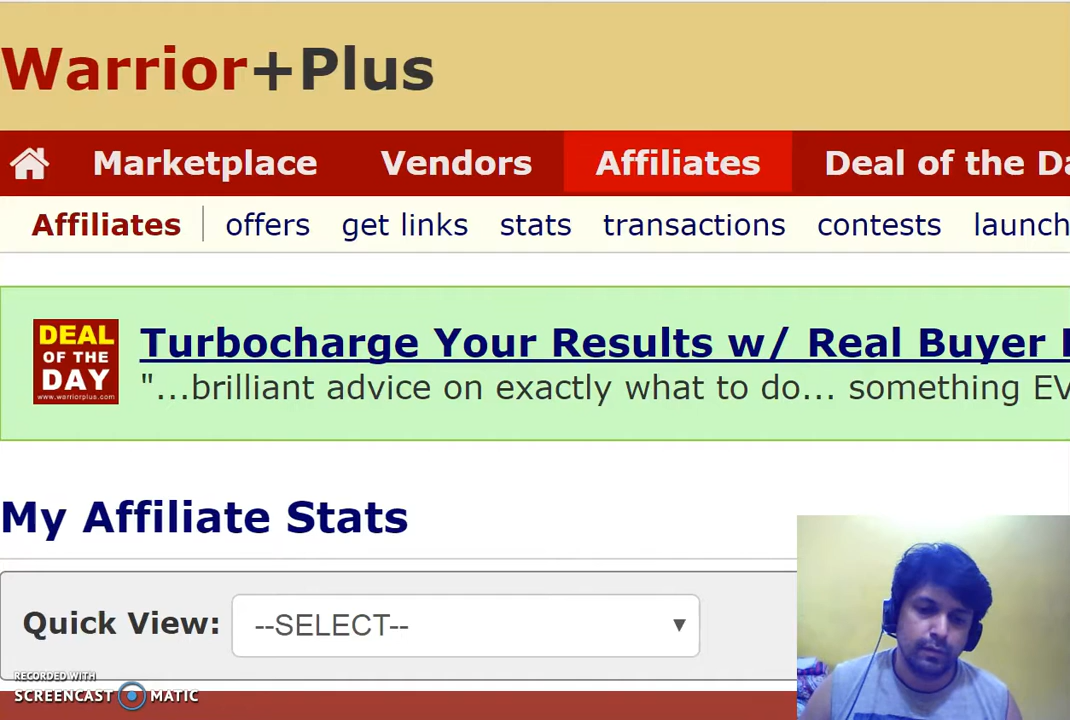 Warrior+Plus
Marketplace Vendors Affiliates Deal of the Da
Affiliates offers get links stats transactions contests launch
DEAL OF THE DAY www.warriorplus.com
Turbocharge Your Results w/ Real Buyer
"...brilliant advice on exactly what to do... something EV
My Affiliate Stats
Quick View: --SELECT--
RECORDED WITH
SCREENCAST MATIC